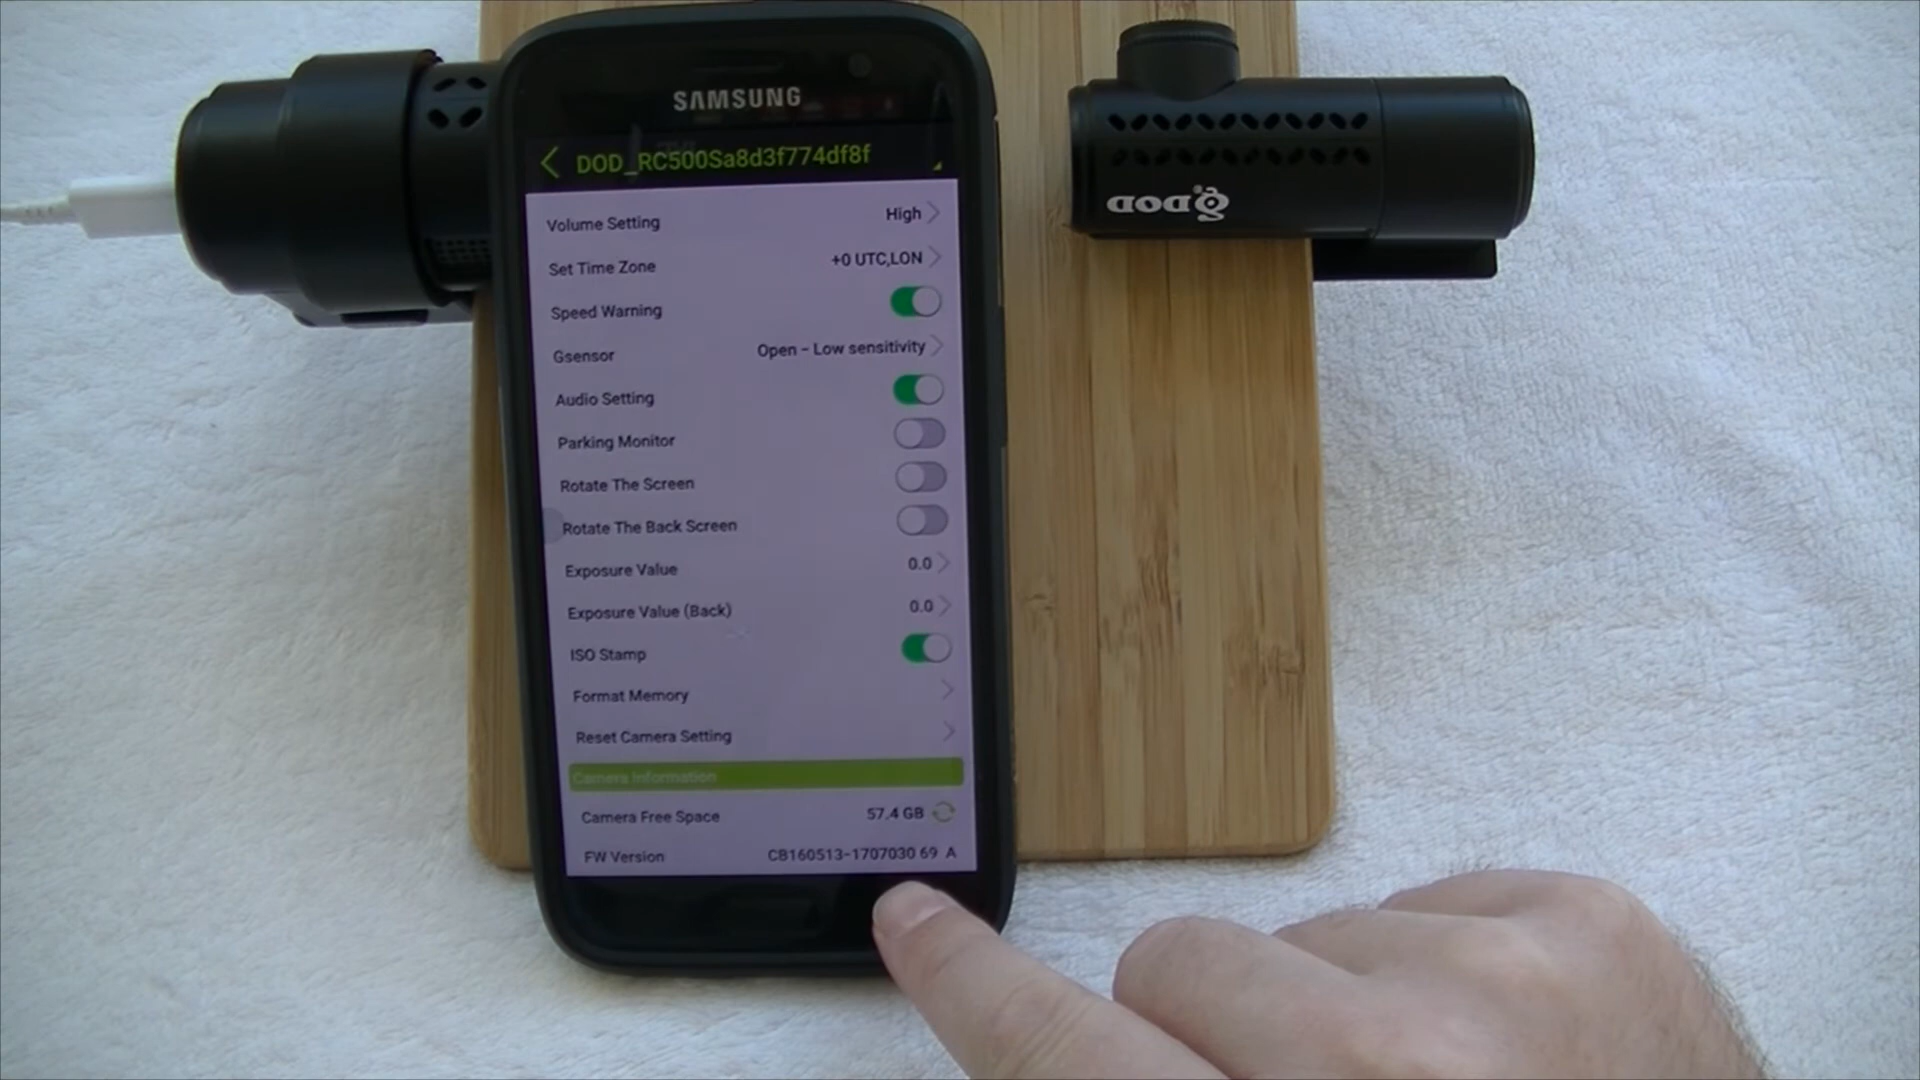 SAMSUNG
DOD_RC500Sa8d3f774df8f
Volume Setting High
Set Time Zone +0 UTC,LON
Speed Warning
Gsensor Open - Low sensitivity
Audio Setting
Parking Monitor
Rotate The Screen
Rotate The Back Screen
Exposure Value 0.0
Exposure Value (Back) 0.0
ISO Stamp
Format Memory
Reset Camera Setting
Camera Information
Camera Free Space 57.4 GB
FW Version CB160513-1707030 69 A
DOD